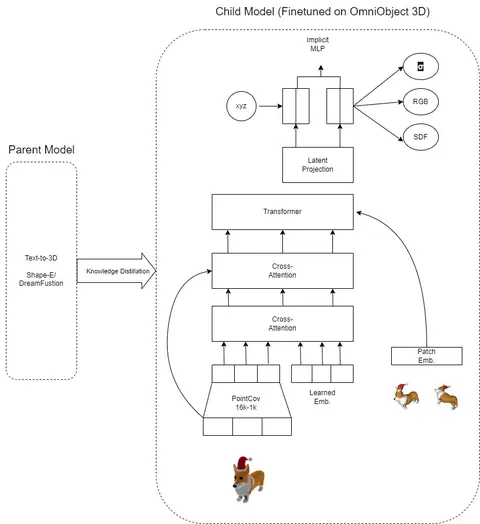 Child Model (Finetuned on OmniObject 3D)
Implicit
MLP
xyz
σ
RGB
SDF
Latent
Projection
Parent Model
Text-to-3D
Shape-E/
DreamFustion
Knowledge Distillation
Transformer
Cross-
Attention
Cross-
Attention
Patch
Emb.
PointCov
16k-1k
Learned
Emb.